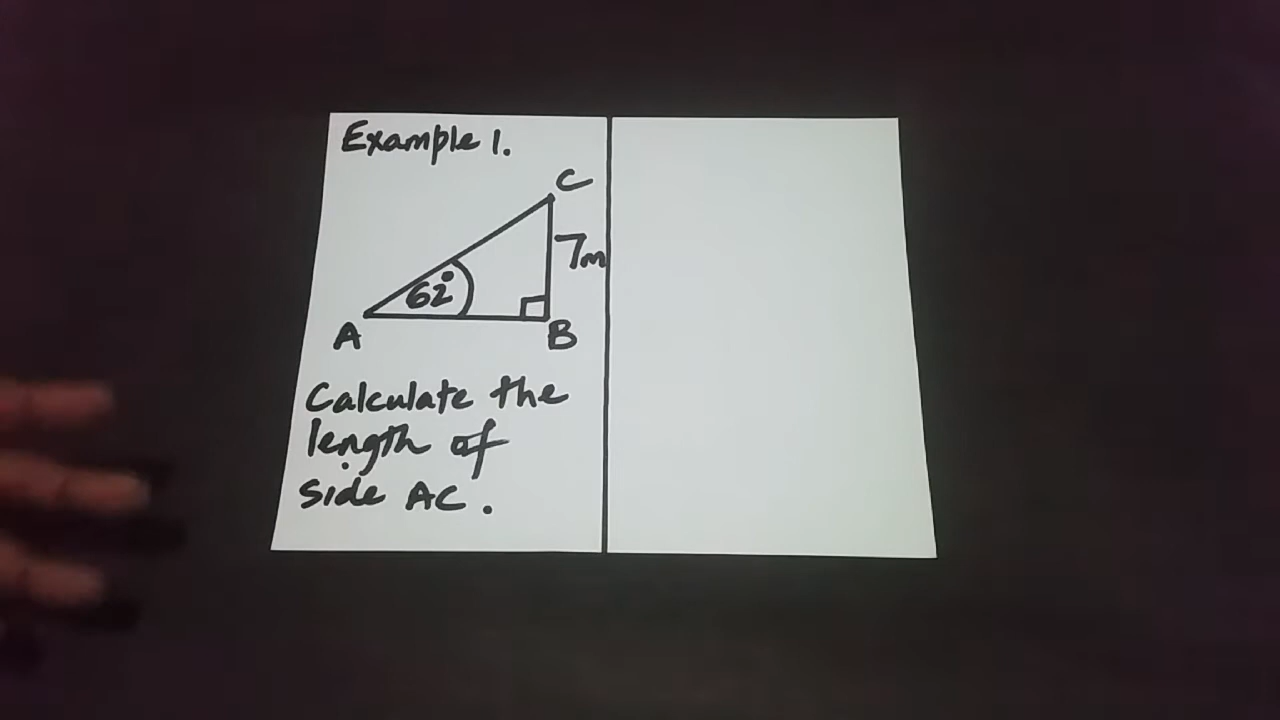 Example 1.
C
7m
62°
A
B
Calculate the
length of
side AC.